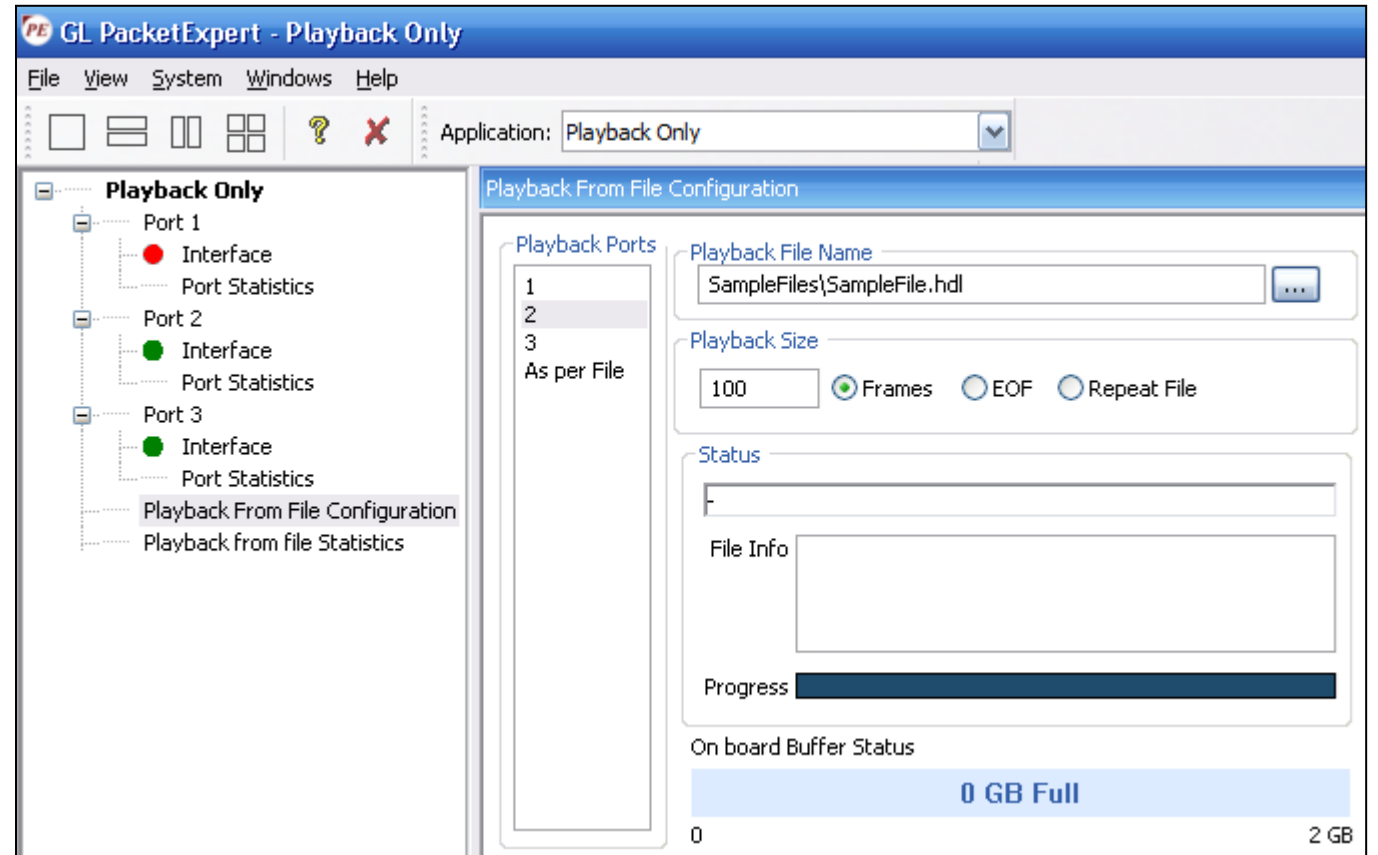 PE GL PacketExpert - Playback Only
File View System Windows Help
Application: Playback Only
Playback Only
Port 1
Interface
Port Statistics
Port 2
Interface
Port Statistics
Port 3
Interface
Port Statistics
Playback From File Configuration
Playback from file Statistics
Playback From File Configuration
Playback Ports
1
2
3
As per File
Playback File Name
SampleFiles\SampleFile.hdl
...
Playback Size
100 Frames EOF Repeat File
Status
-
File Info
Progress
On board Buffer Status
0 GB Full
0 2 GB